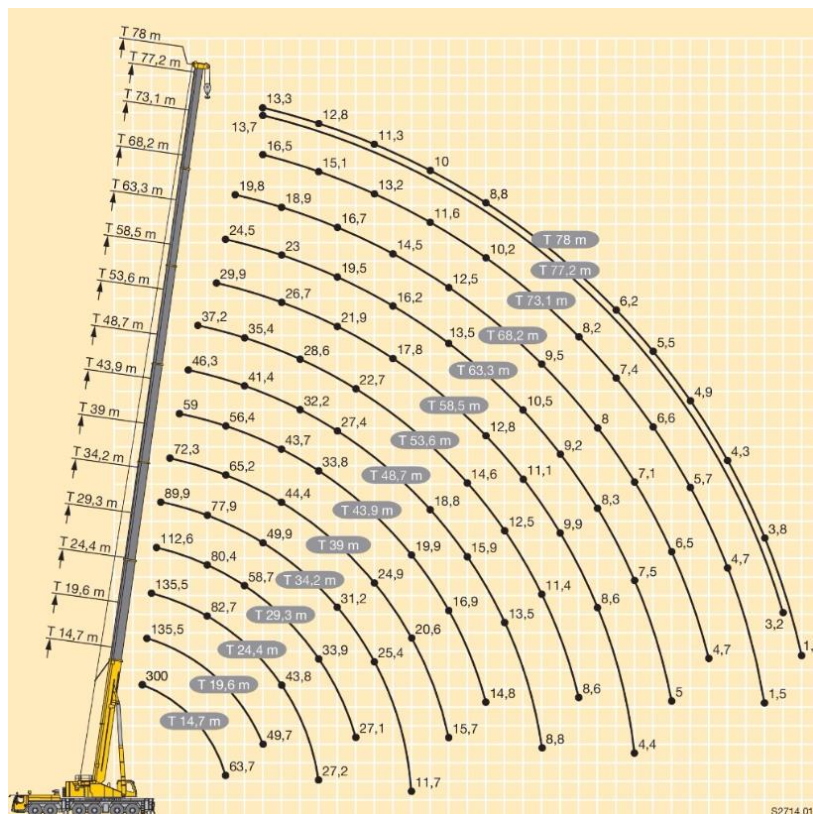 T 78 m
T 77,2 m
T 73,1 m
T 68,2 m
T 63,3 m
T 58,5 m
T 53,6 m
T 48,7 m
T 43,9 m
T 39 m
T 34,2 m
T 29,3 m
T 24,4 m
T 19,6 m
T 14,7 m
13,3 12,8 11,3 10 8,8 T 78 m 6,2 5,5 4,9 4,3 3,8 1,
13,7 T 77,2 m 3,2
16,5 15,1 13,2 11,6 10,2 T 73,1 m 8,2 7,4 6,6 5,7 4,7 1,5
19,8 18,9 16,7 14,5 12,5 T 68,2 m 9,5 8 7,1 6,5 4,7
24,5 23 19,5 16,2 13,5 T 63,3 m 10,5 9,2 8,3 7,5 5
29,9 26,7 21,9 17,8 T 58,5 m 12,8 11,1 9,9 8,6 4,4
37,2 35,4 28,6 22,7 T 53,6 m 14,6 12,5 11,4 8,6
46,3 41,4 32,2 27,4 T 48,7 m 18,8 15,9 13,5 8,8
59 56,4 43,7 33,8 T 43,9 m 19,9 16,9 14,8
72,3 65,2 44,4 T 39 m 24,9 20,6 15,7
89,9 77,9 49,9 T 34,2 m 31,2 25,4 11,7
112,6 80,4 58,7 T 29,3 m 33,9 27,1
135,5 82,7 T 24,4 m 43,8 27,2
135,5 T 19,6 m 49,7
300 T 14,7 m 63,7
S2714.01